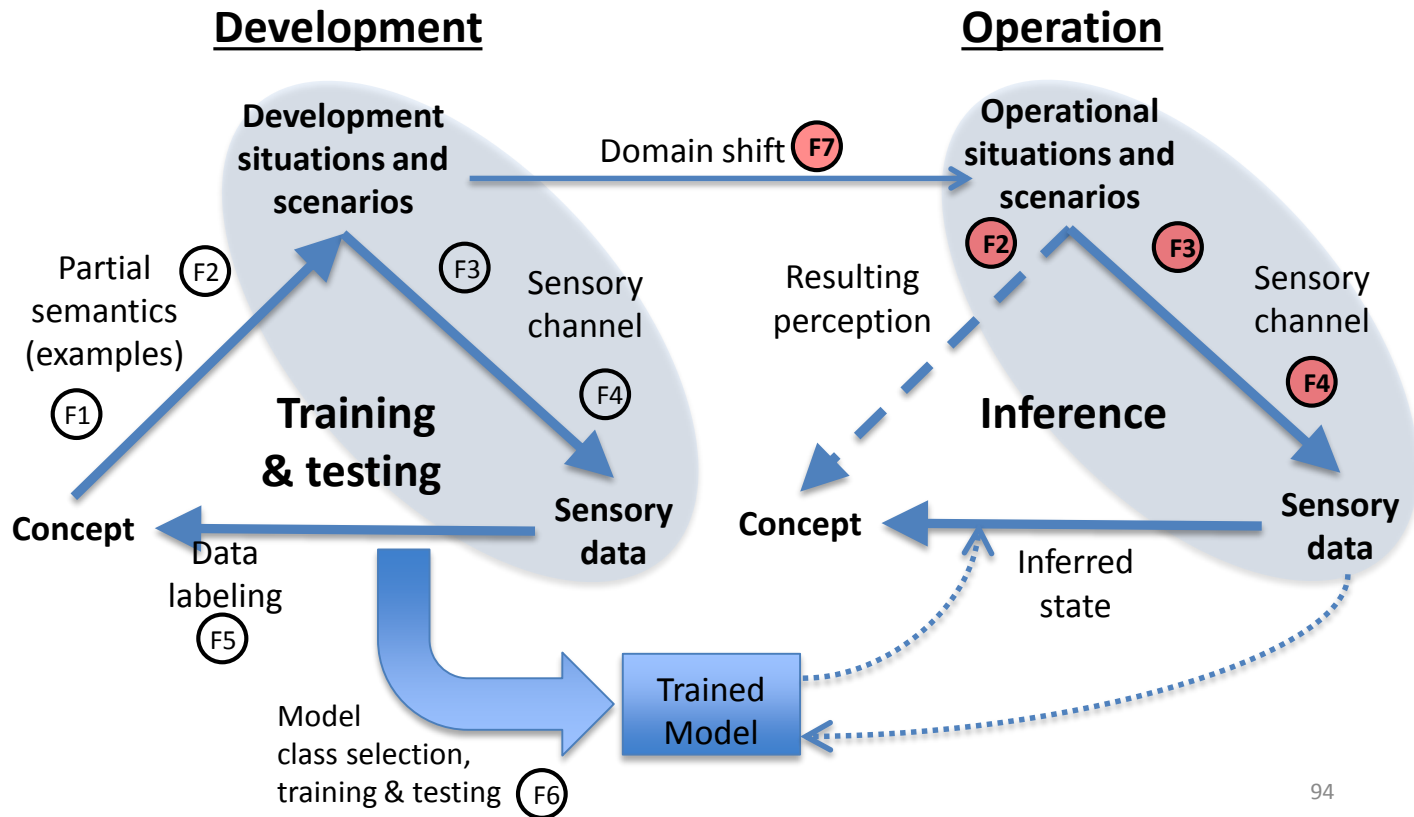 Development
Operation
Development
situations and
scenarios
Domain shift F7
Operational
situations and
scenarios
F2
F3
Partial
semantics
(examples)
F2
F1
F3
Sensory
channel
F4
Resulting
perception
Sensory
channel
F4
Training
& testing
Inference
Concept
Sensory
data
Concept
Sensory
data
Data
labeling
F5
Inferred
state
Trained
Model
Model
class selection,
training & testing F6
94